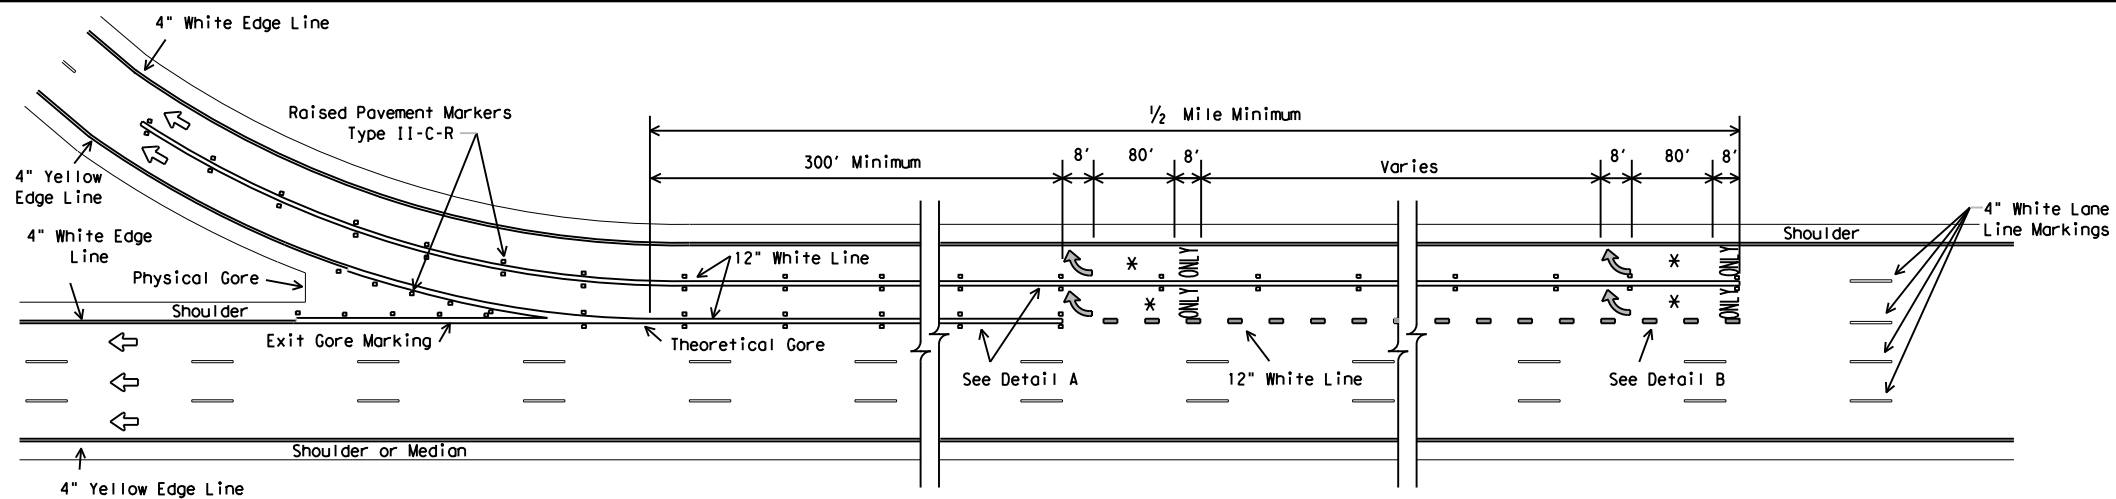 4" White Edge Line
½ Mile Minimum
Raised Pavement Markers
Type II-C-R
300' Minimum
8'
80'
8'
Varies
8'
80'
8'
4" Yellow
Edge Line
4" White Edge
Line
Physical Gore
Shoulder
Exit Gore Marking
12" White Line
Theoretical Gore
*
ONLY
*
ONLY
See Detail A
12" White Line
*
ONLY
*
ONLY
See Detail B
Shoulder
4" White Lane
Line Markings
Shoulder or Median
4" Yellow Edge Line